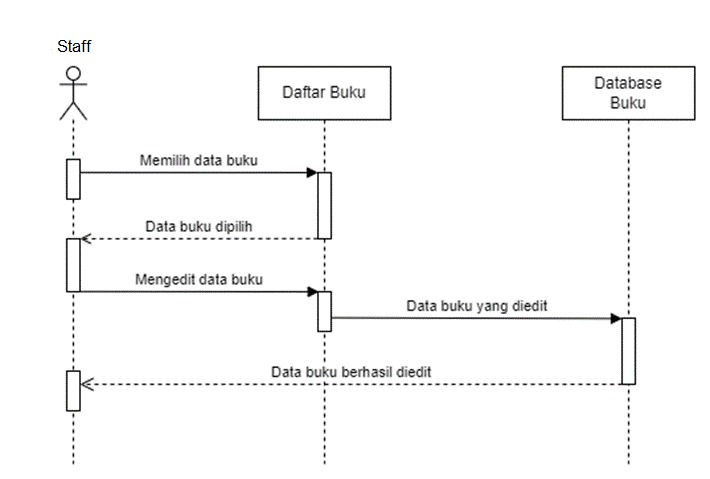 Staff
Daftar Buku
Database
Buku
Memilih data buku
Data buku dipilih
Mengedit data buku
Data buku yang diedit
Data buku berhasil diedit